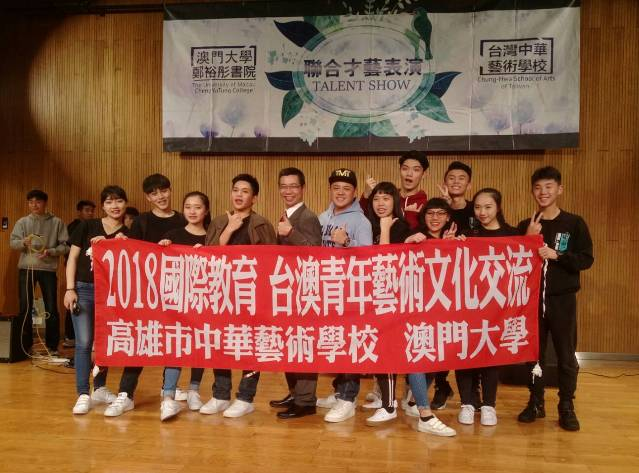 澳門大學
鄭裕彤書院
The University of Macau
Cheng Yu Tung College
聯合才藝表演
TALENT SHOW
台灣中華
藝術學校
Chung-Hwa School of Arts
of Taiwan
2018國際教育 台澳青年藝術文化交流
高雄市中華藝術學校 澳門大學